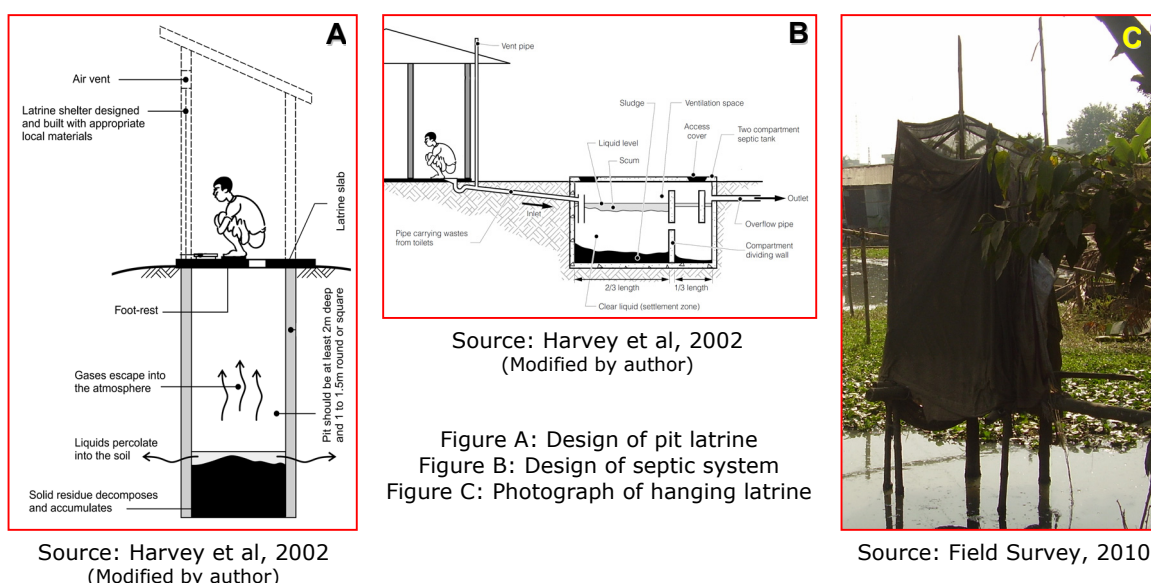 A
Air vent
Latrine shelter designed
and built with appropriate
local materials
Latrine slab
Foot-rest
Pit should be at least 2m deep
and 1 to 1.5m round or square
Gases escape into
the atmosphere
Liquids percolate
into the soil
Solid residue decomposes
and accumulates
Source: Harvey et al, 2002
(Modified by author)
B
Vent pipe
Sludge
Ventilation space
Liquid level
Scum
Access
cover
Two compartment
septic tank
Inlet
Outlet
Overflow pipe
Pipe carrying wastes
from toilets
Compartment
dividing wall
2/3 length
1/3 length
Clear liquid (settlement zone)
Source: Harvey et al, 2002
(Modified by author)
Figure A: Design of pit latrine
Figure B: Design of septic system
Figure C: Photograph of hanging latrine
C
Source: Field Survey, 2010